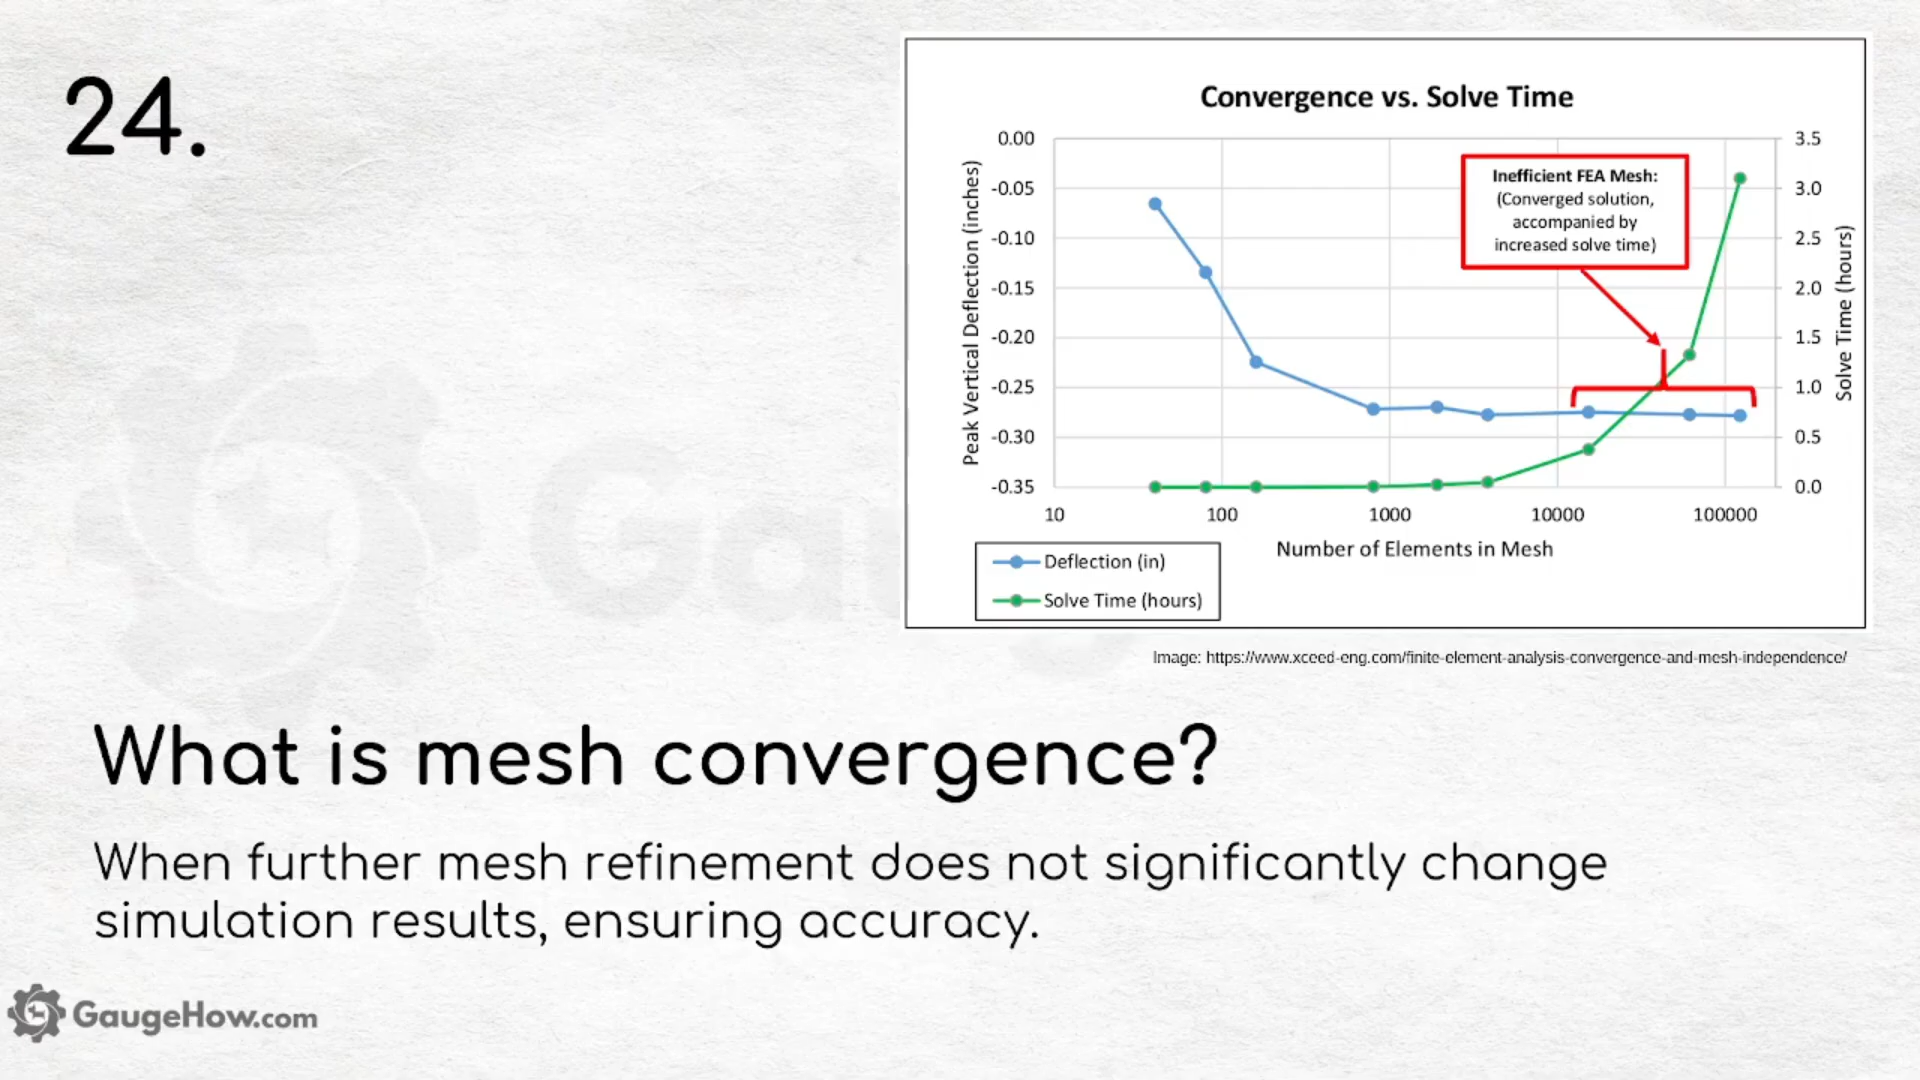 24.
Convergence vs. Solve Time
0.00
-0.05
-0.10
-0.15
-0.20
-0.25
-0.30
-0.35
Peak Vertical Deflection (inches)
3.5
3.0
2.5
2.0
1.5
1.0
0.5
0.0
Solve Time (hours)
Inefficient FEA Mesh:
(Converged solution,
accompanied by
increased solve time)
10 100 1000 10000 100000
Number of Elements in Mesh
Deflection (in)
Solve Time (hours)
Image: https://www.xceed-eng.com/finite-element-analysis-convergence-and-mesh-independence/
What is mesh convergence?
When further mesh refinement does not significantly change
simulation results, ensuring accuracy.
GaugeHow.com